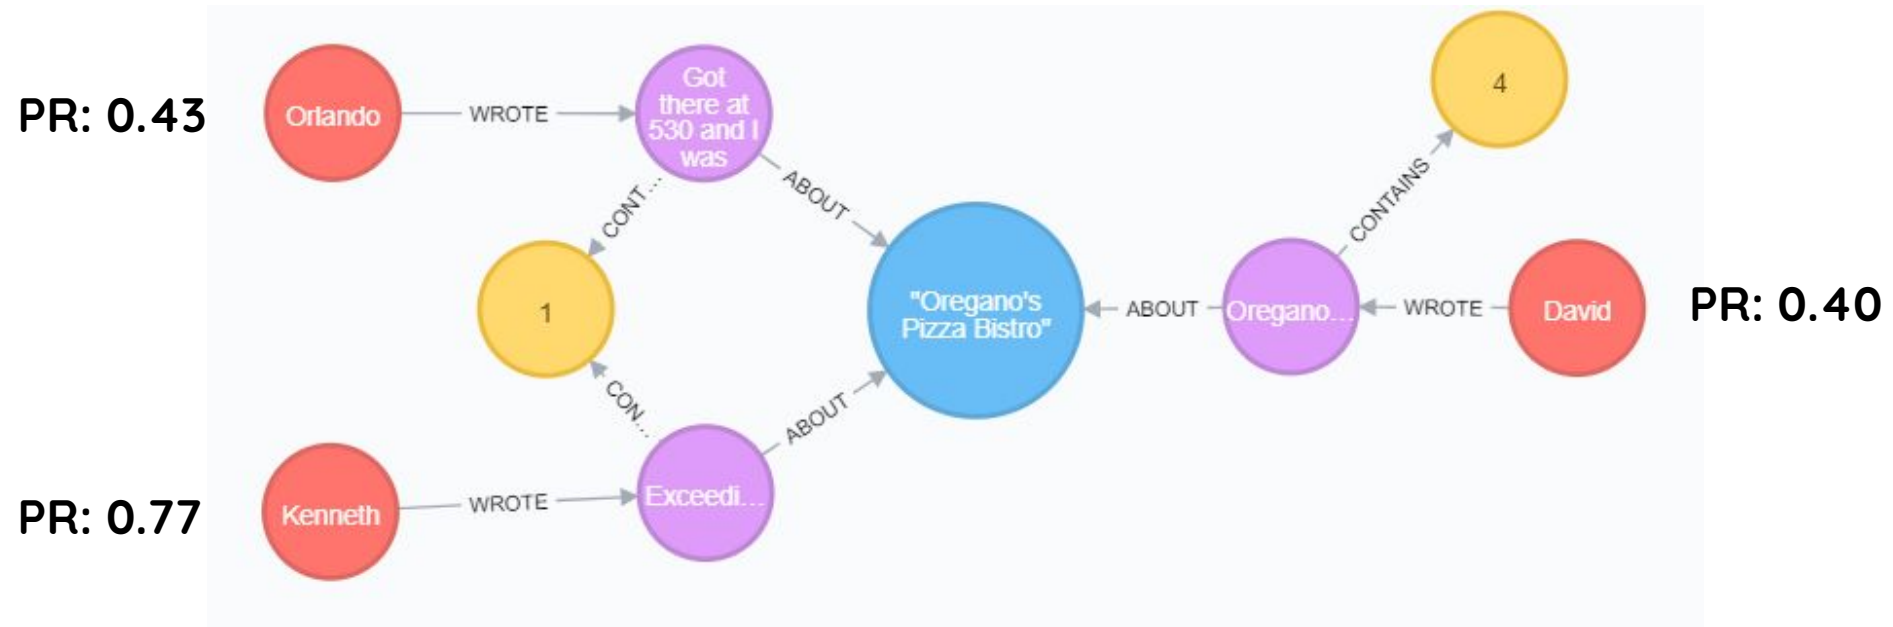 PR: 0.43
Orlando
WROTE
Got
there at
530 and I
was
CONT...
ABOUT
1
"Oregano's
Pizza Bistro"
4
CONTAINS
ABOUT
Oregano...
WROTE
David
PR: 0.40
CON...
ABOUT
PR: 0.77
Kenneth
WROTE
Exceedi...